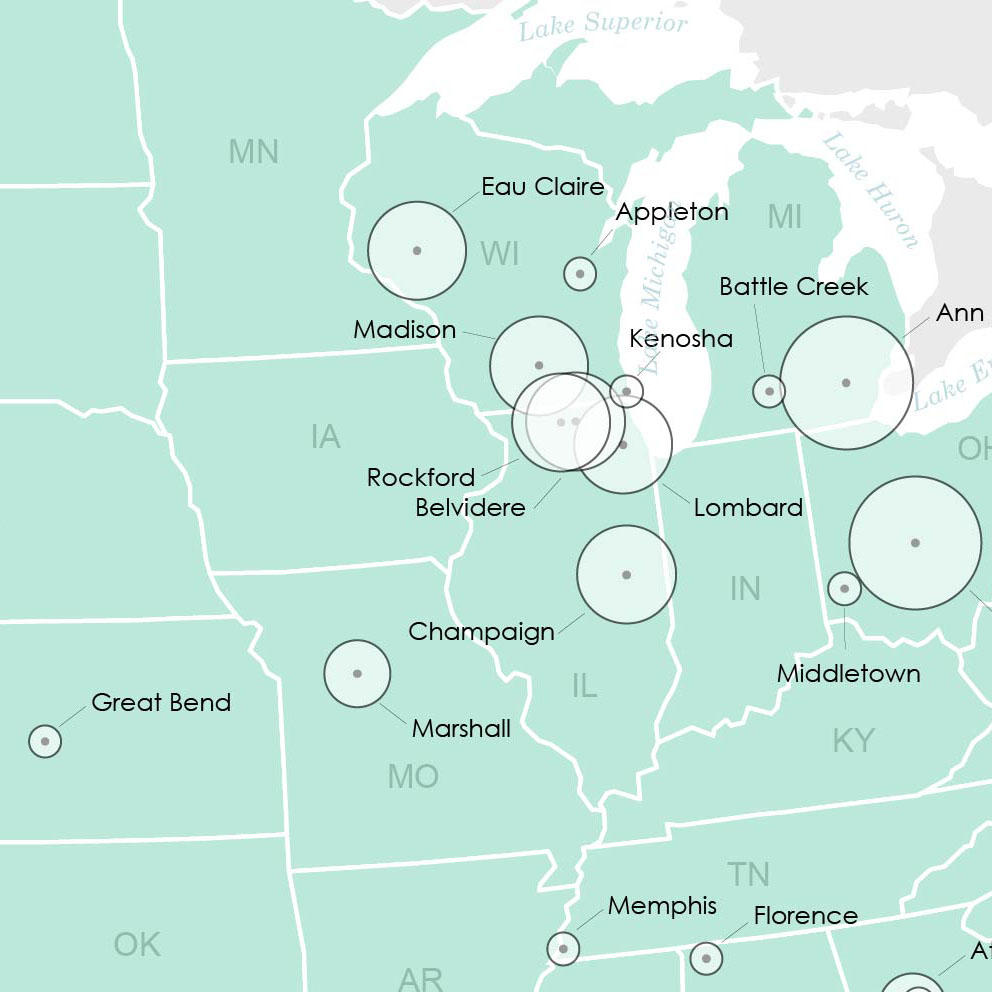 Lake Superior
MN
Eau Claire
Appleton
WI
MI
Lake Huron
Lake Michigan
Battle Creek
Madison
Kenosha
Ann
Lake Er
IA
OH
Rockford
Belvidere
Lombard
IN
Champaign
Middletown
IL
Great Bend
Marshall
KY
MO
TN
Memphis
Florence
OK
AR